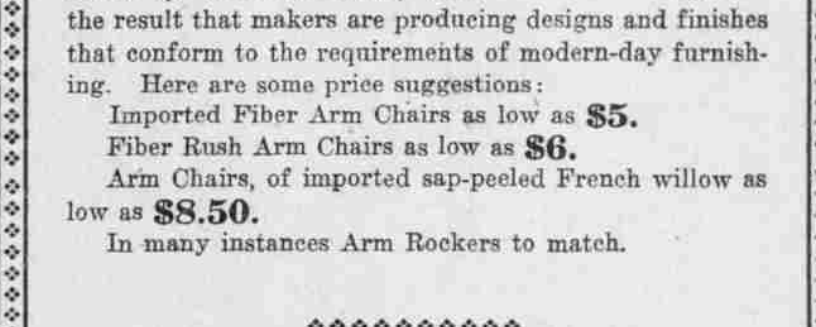 the result that makers are producing designs and finishes
that conform to the requirements of modern-day furnish-
ing. Here are some price suggestions:
Imported Fiber Arm Chairs as low as $5.
Fiber Rush Arm Chairs as low as $6.
Arm Chairs, of imported sap-peeled French willow as
low as $8.50.
In many instances Arm Rockers to match.